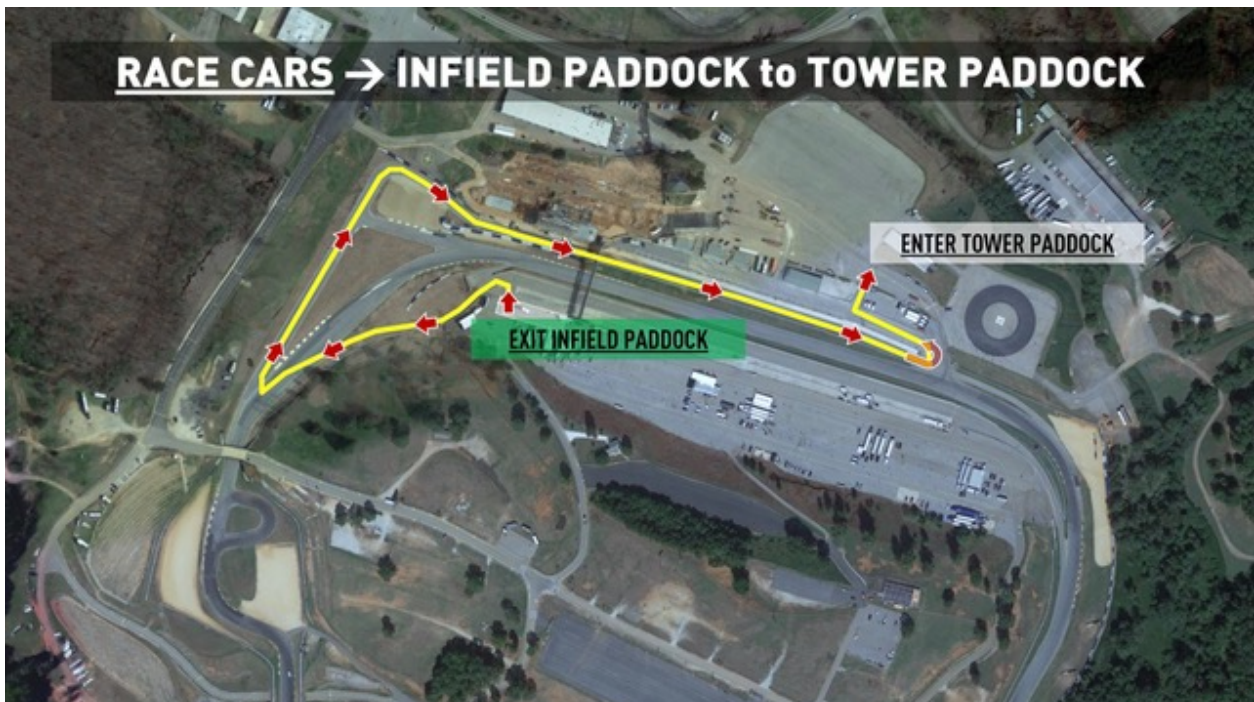 RACE CARS → INFIELD PADDOCK to TOWER PADDOCK
ENTER TOWER PADDOCK
EXIT INFIELD PADDOCK